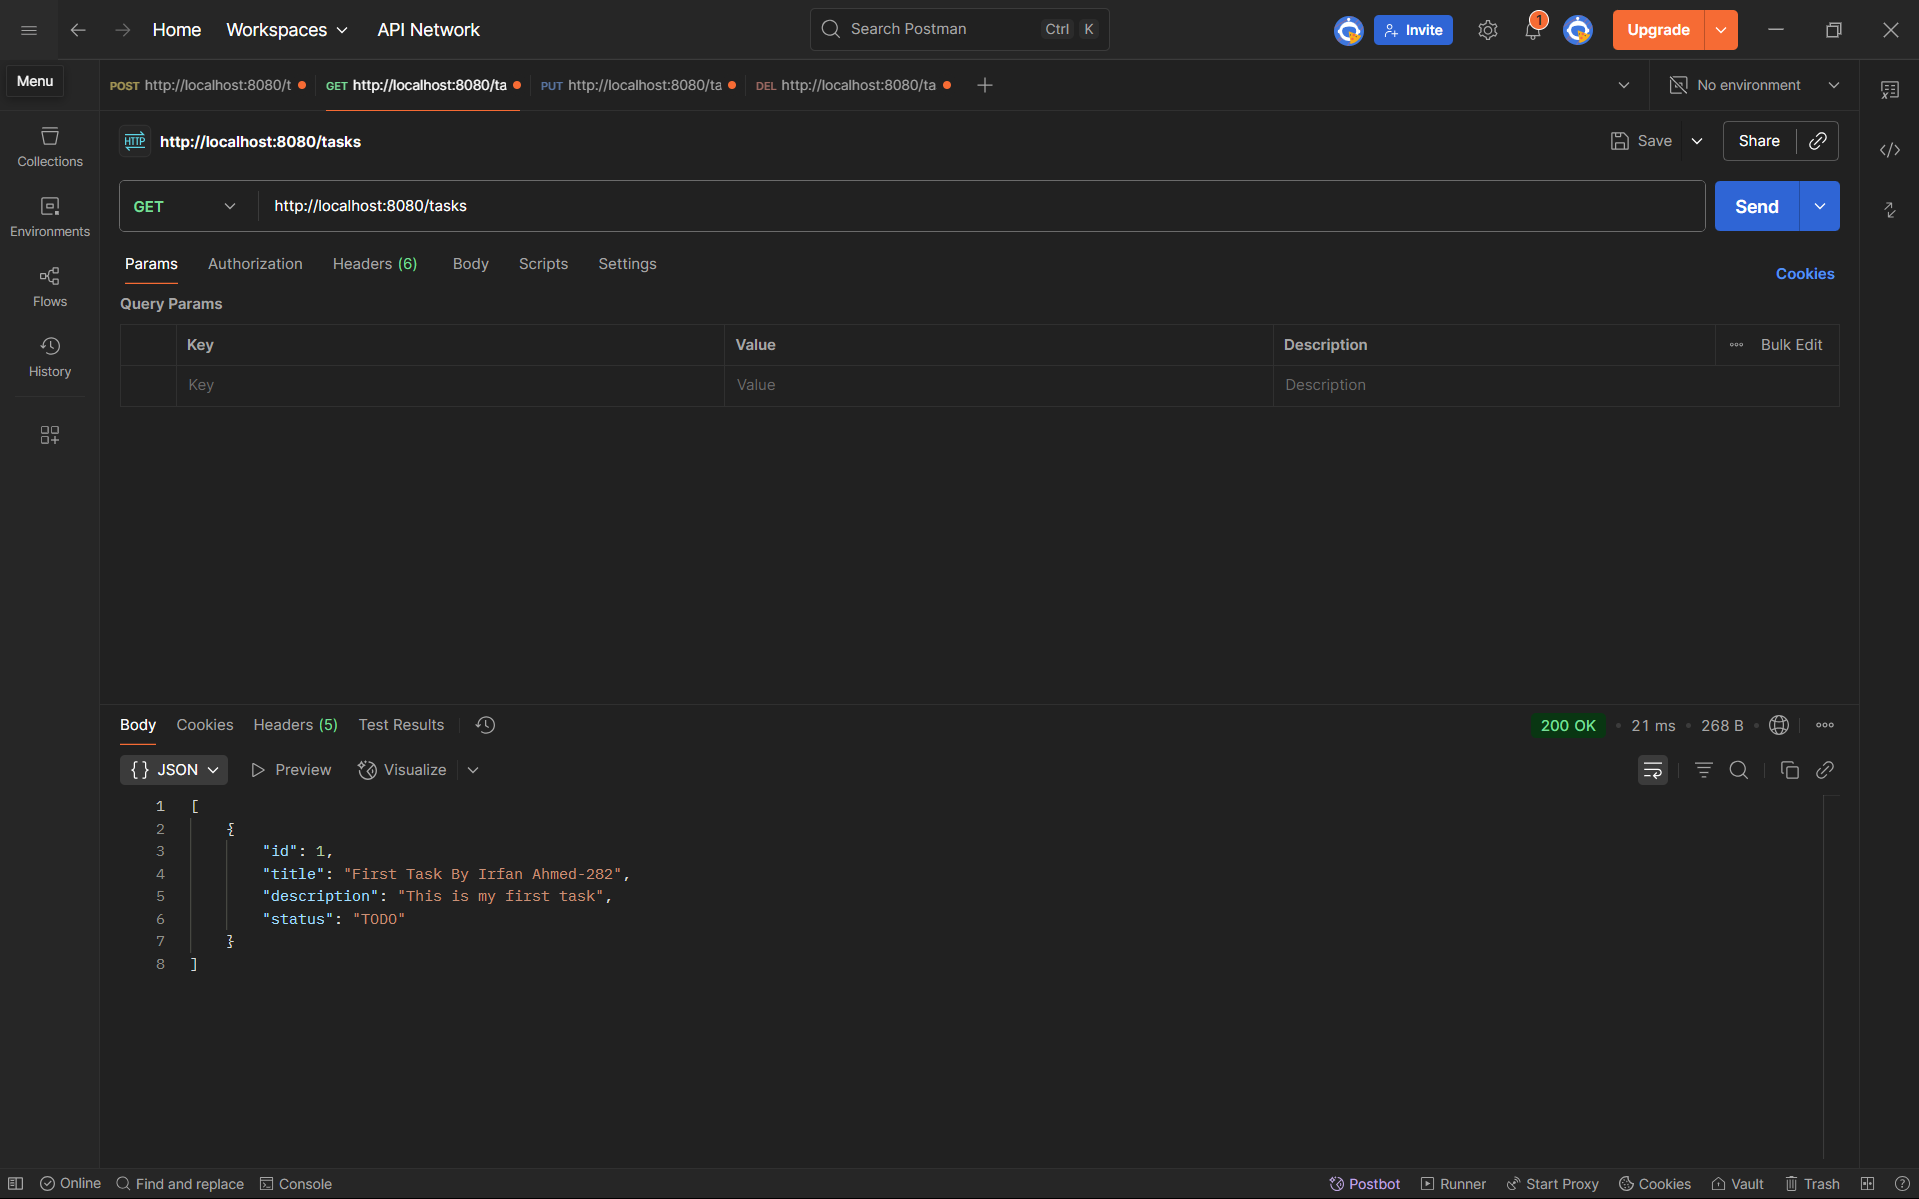 Home Workspaces API Network Search Postman Ctrl K Invite 1 Upgrade
Menu
POST http://localhost:8080/t GET http://localhost:8080/ta PUT http://localhost:8080/ta DEL http://localhost:8080/ta No environment
HTTP http://localhost:8080/tasks Save Share
Collections
GET http://localhost:8080/tasks Send
Environments
Params Authorization Headers (6) Body Scripts Settings Cookies
Flows
Query Params
Key Value Description Bulk Edit
History
Key Value Description
Body Cookies Headers (5) Test Results 200 OK • 21 ms • 268 B •
{} JSON Preview Visualize
1 [
2 {
3 "id": 1,
4 "title": "First Task By Irfan Ahmed-282",
5 "description": "This is my first task",
6 "status": "TODO"
7 }
8 ]
Online Find and replace Console Postbot Runner Start Proxy Cookies Vault Trash